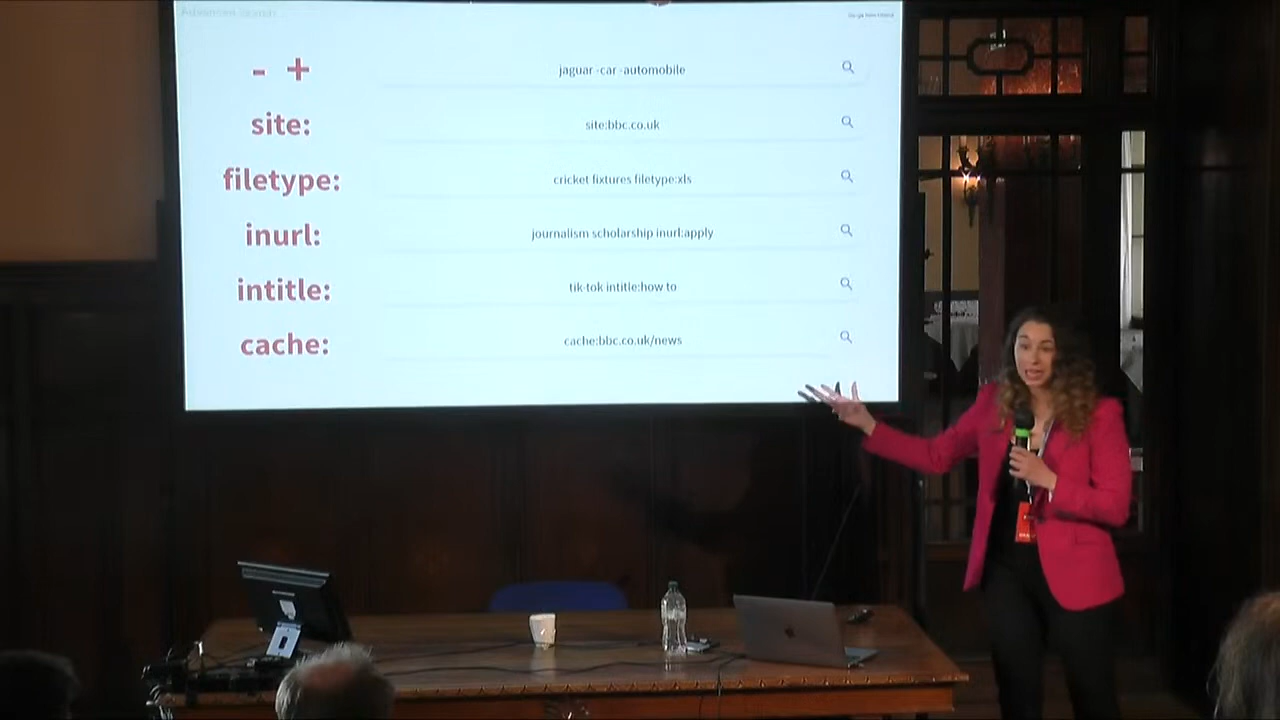 - +
jaguar -car -automobile
site:
site:bbc.co.uk
filetype:
cricket fixtures filetype:xls
inurl:
journalism scholarship inurl:apply
intitle:
tik-tok intitle:how to
cache:
cache:bbc.co.uk/news